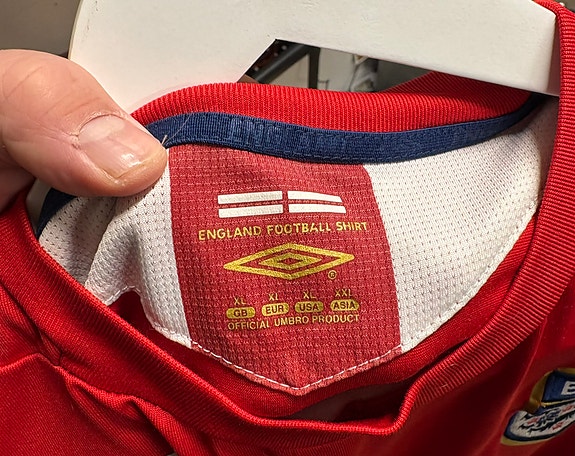 ENGLAND FOOTBALL SHIRT
XL XL XL XXL
GB EUR USA ASIA
OFFICIAL UMBRO PRODUCT